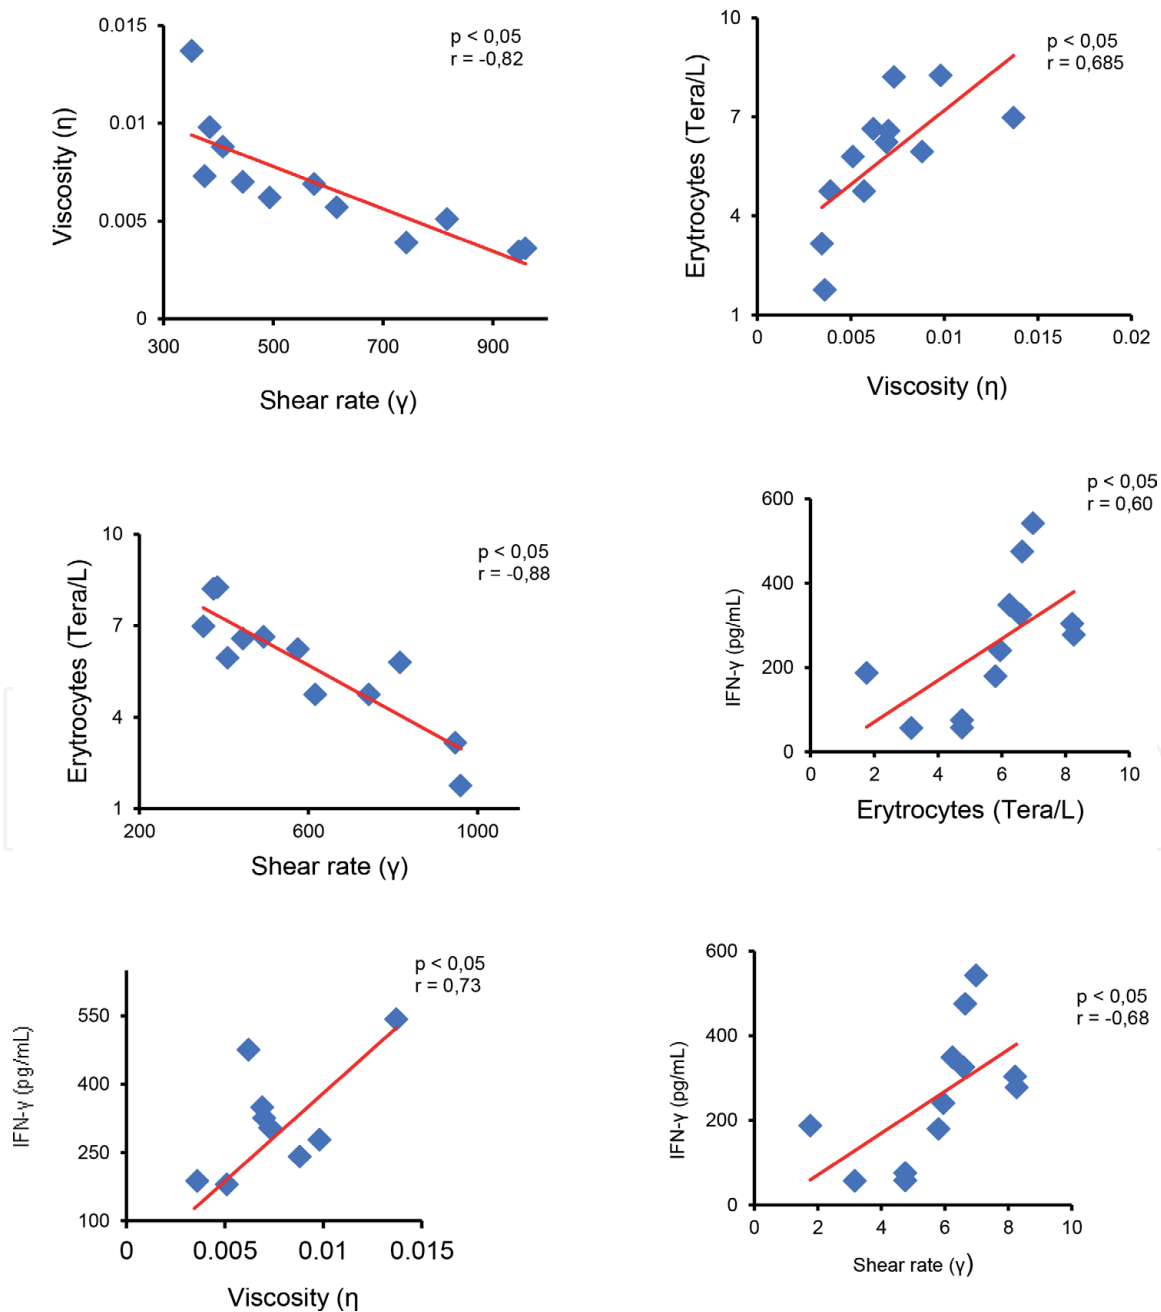 p < 0,05
r = -0,82
0.015
0.01
0.005
0
300
500
700
900
Viscosity (η)
Shear rate (γ)
p < 0,05
r = 0,685
10
7
4
1
0
0.005
0.01
0.015
0.02
Erytrocytes (Tera/L)
Viscosity (η)
p < 0,05
r = -0,88
10
7
4
1
200
600
1000
Erytrocytes (Tera/L)
Shear rate (γ)
p < 0,05
r = 0,60
600
400
200
0
0
2
4
6
8
10
IFN-γ (pg/mL)
Erytrocytes (Tera/L)
p < 0,05
r = 0,73
550
400
250
100
0
0.005
0.01
0.015
IFN-γ (pg/mL)
Viscosity (η
p < 0,05
r = -0,68
600
400
200
0
0
2
4
6
8
10
IFN-γ (pg/mL)
Shear rate (γ)